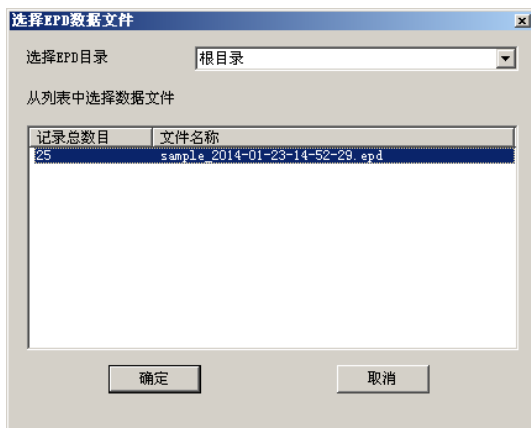 选择EPD数据文件
选择EPD目录 根目录
从列表中选择数据文件
记录总数目 文件名称
25 sample_2014-01-23-14-52-29.epd
确定 取消